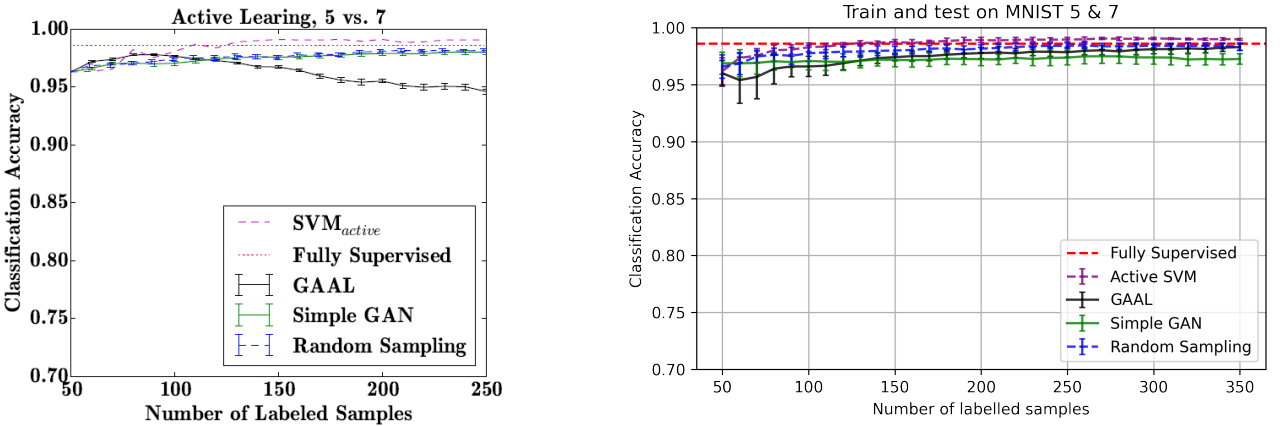 Active Learing, 5 vs. 7
1.00
0.95
0.90
0.85
0.80
0.75
0.70
Classification Accuracy
50
100
150
200
250
Number of Labeled Samples
SVMactive
Fully Supervised
GAAL
Simple GAN
Random Sampling
Train and test on MNIST 5 & 7
1.00
0.95
0.90
0.85
0.80
0.75
0.70
Classification Accuracy
50
100
150
200
250
300
350
Number of labelled samples
Fully Supervised
Active SVM
GAAL
Simple GAN
Random Sampling